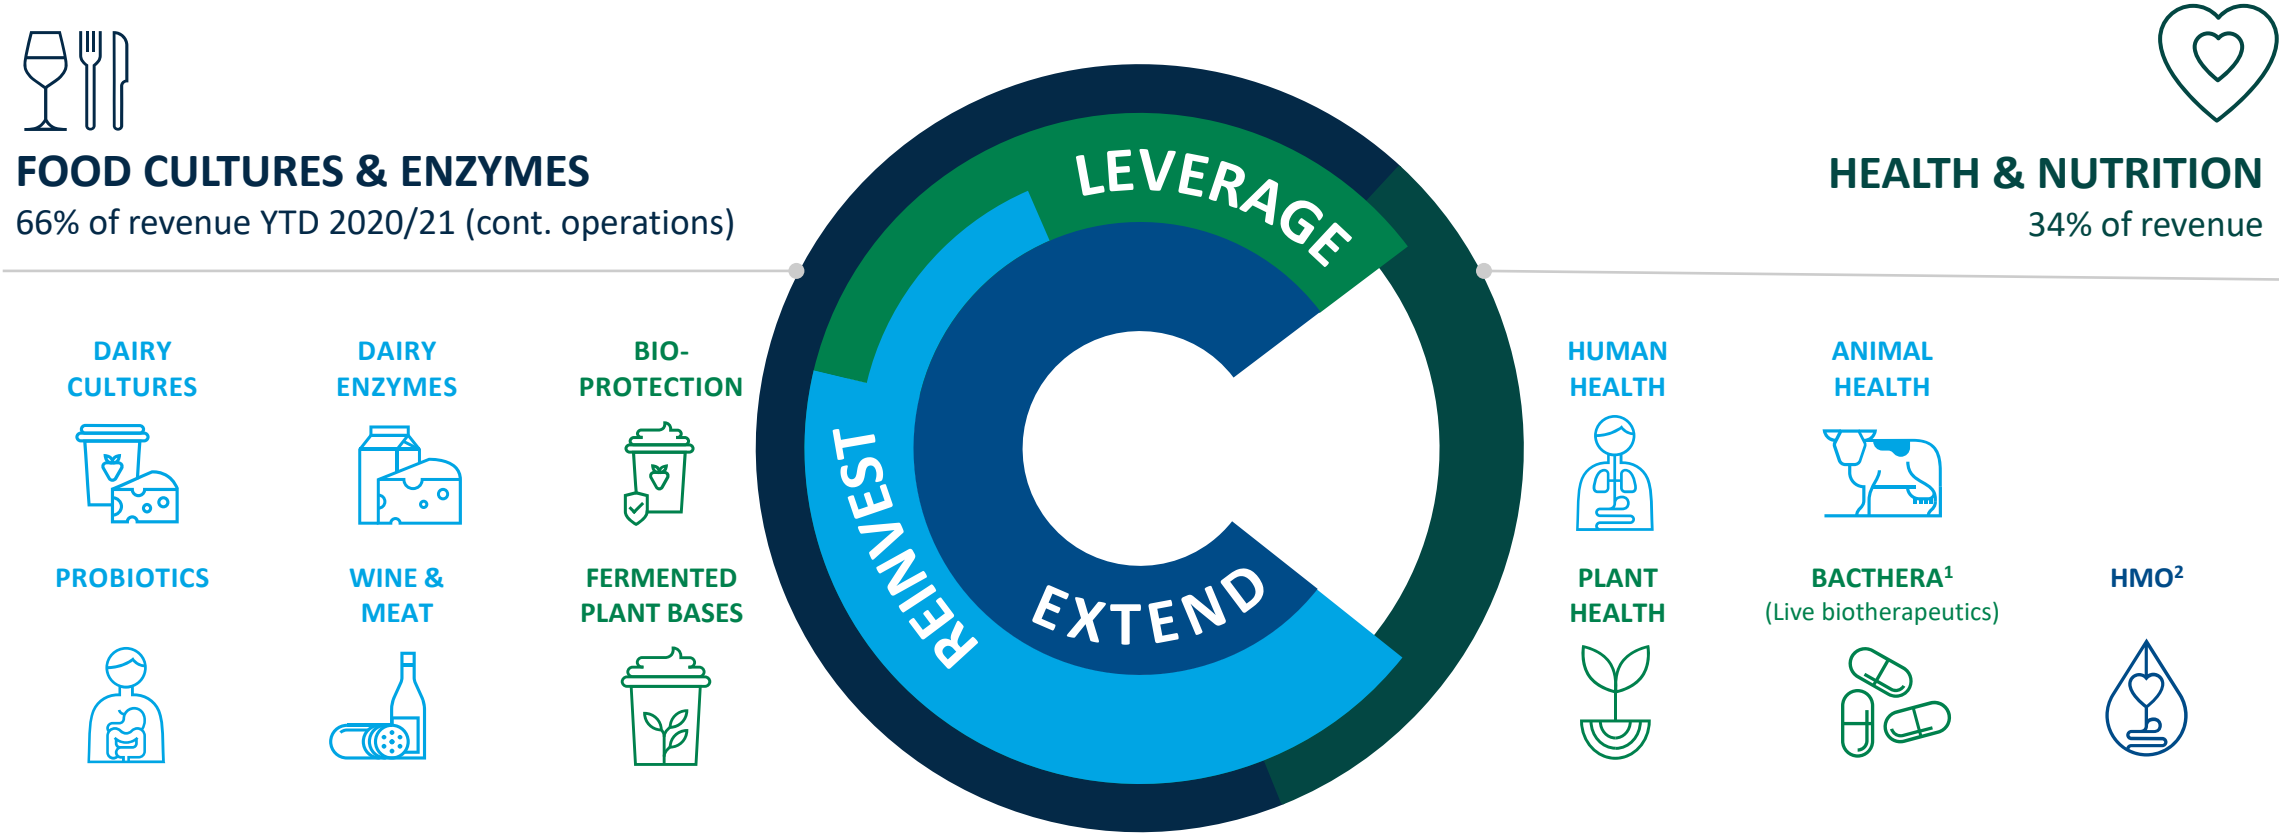 FOOD CULTURES & ENZYMES
66% of revenue YTD 2020/21 (cont. operations)
DAIRY
CULTURES
DAIRY
ENZYMES
BIO-
PROTECTION
PROBIOTICS
WINE &
MEAT
FERMENTED
PLANT BASES
LEVERAGE
REINVEST
EXTEND
HEALTH & NUTRITION
34% of revenue
HUMAN
HEALTH
ANIMAL
HEALTH
PLANT
HEALTH
BACTHERA¹
(Live biotherapeutics)
HMO²